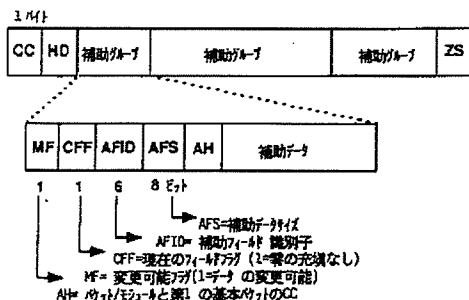 1 バイト
CC HD 補助グループ 補助グループ 補助グループ ZS
MF CFF AFID AFS AH 補助データ
1 1 6 8 ビット
AFS=補助データサイズ
AFID= 補助フィールド 識別子
CFF=現在のフィールドフラグ (1=零の充填なし)
MF= 変更可能フラグ(1=データ の変更可能)
AH= パケット/モジュールと 1 の基本パケットのCC